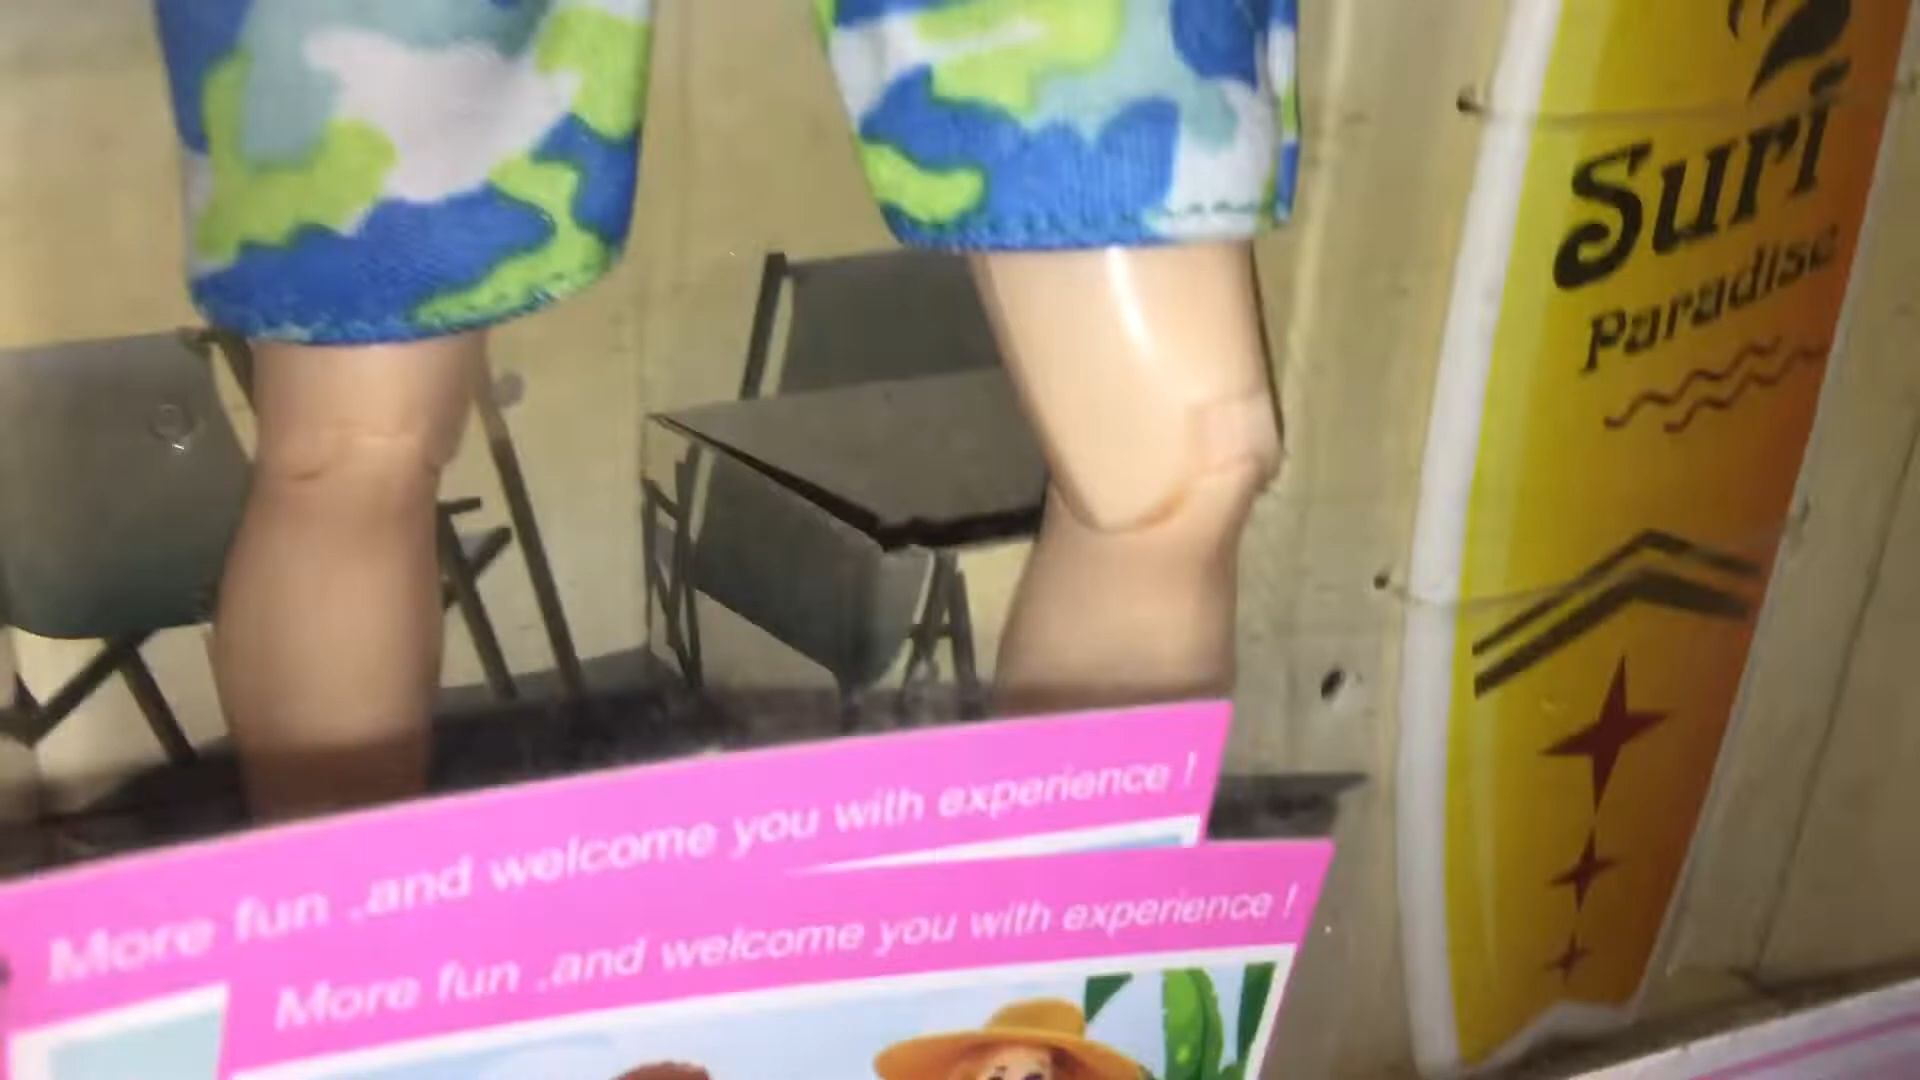 Surf
Paradise
More fun ,and welcome you with experience !
More fun ,and welcome you with experience !